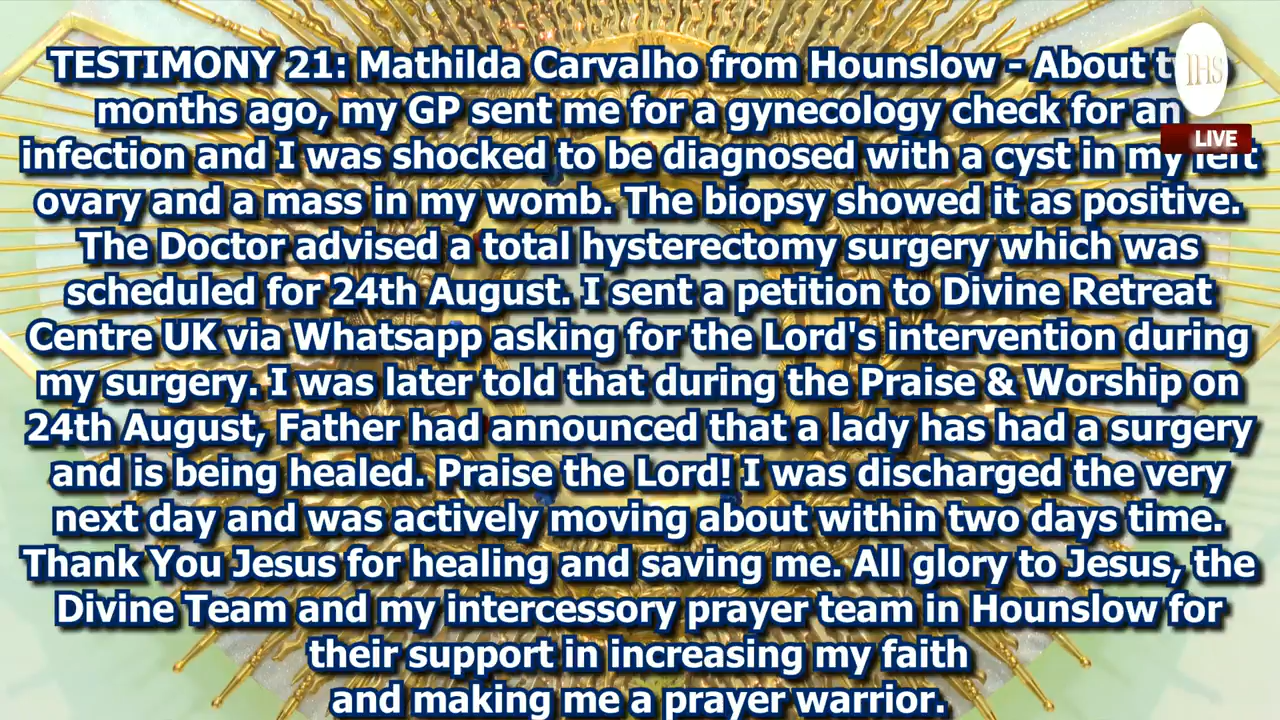 TESTIMONY 21: Mathilda Carvalho from Hounslow - About
months ago, my GP sent me for a gynecology check for an
infection and I was shocked to be diagnosed with a cyst in my left
ovary and a mass in my womb. The biopsy showed it as positive.
The Doctor advised a total hysterectomy surgery which was
scheduled for 24th August. I sent a petition to Divine Retreat
Centre UK via Whatsapp asking for the Lord's intervention during
my surgery. I was later told that during the Praise & Worship on
24th August, Father had announced that a lady has had a surgery
and is being healed. Praise the Lord! I was discharged the very
next day and was actively moving about within two days time.
Thank You Jesus for healing and saving me. All glory to Jesus, the
Divine Team and my intercessory prayer team in Hounslow for
their support in increasing my faith
and making me a prayer warrior.
IHS
LIVE